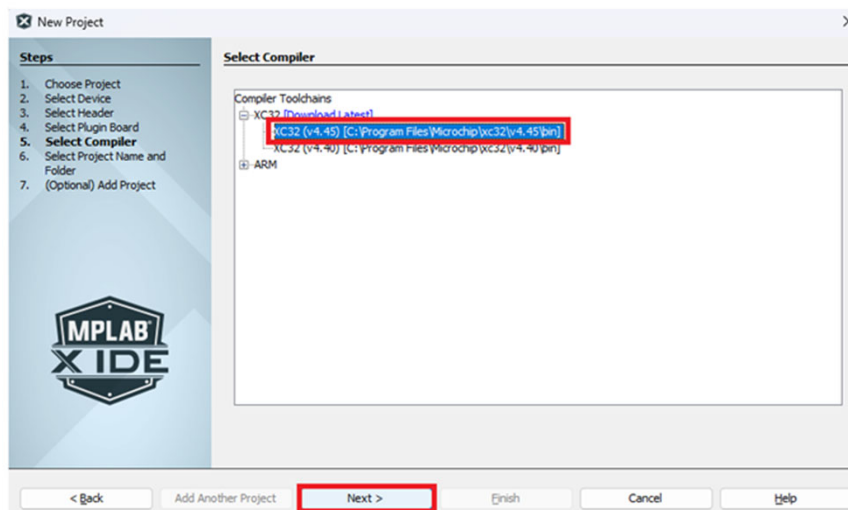 New Project
Steps
1. Choose Project
2. Select Device
3. Select Header
4. Select Plugin Board
5. Select Compiler
6. Select Project Name and
Folder
7. (Optional) Add Project
MPLAB
X IDE
Select Compiler
Compiler Toolchains
XC32 [Download Latest]
XC32 (v4.45) [C:\Program Files\Microchip\xc32\v4.45\bin]
XC32 (v4.40) [C:\Program Files\Microchip\xc32\v4.40\bin]
ARM
< Back
Add Another Project
Next >
Finish
Cancel
Help